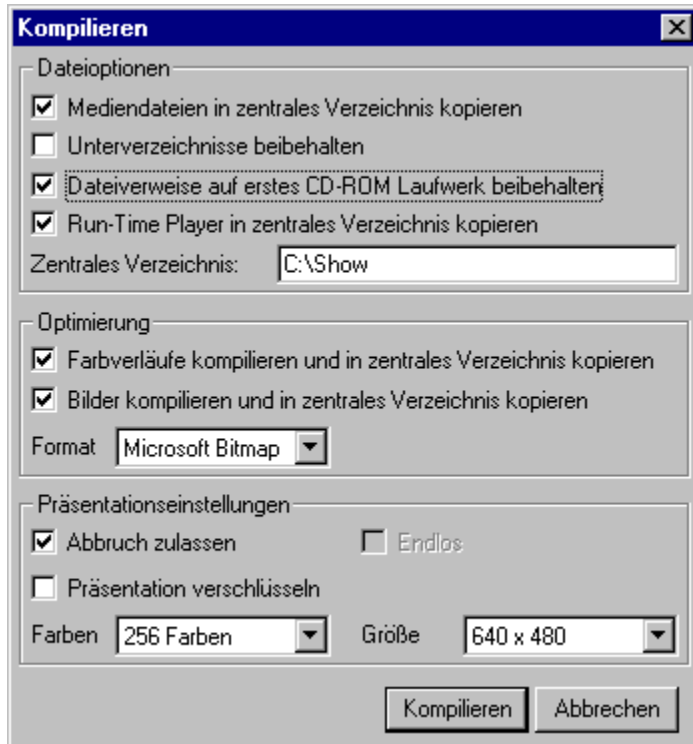 Kompilieren
Dateioptionen
Mediendateien in zentrales Verzeichnis kopieren
Unterverzeichnisse beibehalten
Dateiverweise auf erstes CD-ROM Laufwerk beibehalten
Run-Time Player in zentrales Verzeichnis kopieren
Zentrales Verzeichnis: C:\Show
Optimierung
Farbverläufe kompilieren und in zentrales Verzeichnis kopieren
Bilder kompilieren und in zentrales Verzeichnis kopieren
Format Microsoft Bitmap
Präsentationseinstellungen
Abbruch zulassen Endlos
Präsentation verschlüsseln
Farben 256 Farben Größe 640 x 480
Kompilieren Abbrechen